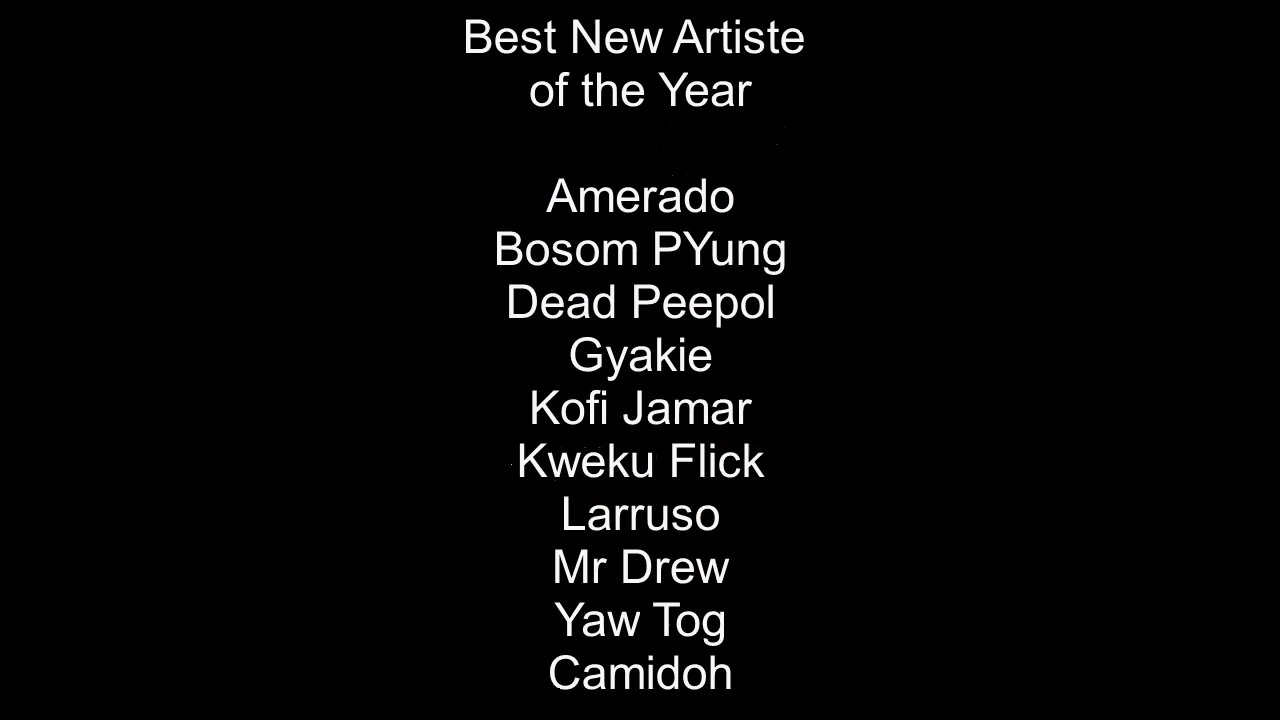 Best New Artiste
of the Year
Amerado
Bosom PYung
Dead Peepol
Gyakie
Kofi Jamar
Kweku Flick
Larruso
Mr Drew
Yaw Tog
Camidoh